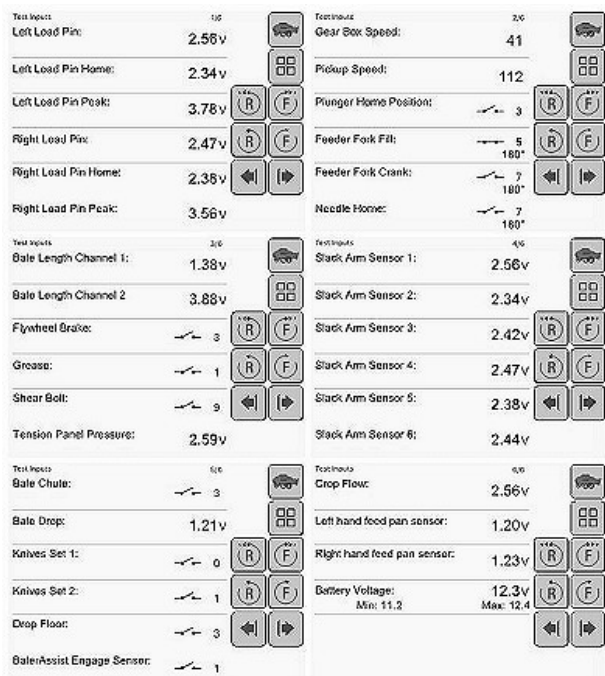 Test Inputs 1/6
Left Load Pin: 2.56v
Left Load Pin Home: 2.34v
Left Load Pin Peak: 3.78v
Right Load Pin: 2.47v
Right Load Pin Home: 2.38v
Right Load Pin Peak: 3.56v
R F
R F
Test Inputs 2/6
Gear Box Speed: 41
Pickup Speed: 112
Plunger Home Position: 3
Feeder Fork Fill: 5
180°
Feeder Fork Crank: 7
180°
Needle Home: 7
180°
R F
R F
Test Inputs 3/6
Bale Length Channel 1: 1.38v
Bale Length Channel 2 3.88v
Flywheel Brake: 3
Grease: 1
Shear Bolt: 9
Tension Panel Pressure: 2.59v
R F
R F
Test Inputs 4/6
Slack Arm Sensor 1: 2.56v
Slack Arm Sensor 2: 2.34v
Slack Arm Sensor 3: 2.42v
Slack Arm Sensor 4: 2.47v
Slack Arm Sensor 5: 2.38v
Slack Arm Sensor 6: 2.44v
R F
R F
Test Inputs 5/6
Bale Chute: 3
Bale Drop: 1.21v
Knives Set 1: 0
Knives Set 2: 1
Drop Floor: 3
BalerAssist Engage Sensor: 1
R F
R F
Test Inputs 6/6
Crop Flow: 2.56v
Left hand feed pan sensor: 1.20v
Right hand feed pan sensor: 1.23v
Battery Voltage: 12.3v
Min: 11.2 Max: 12.4
R F
R F